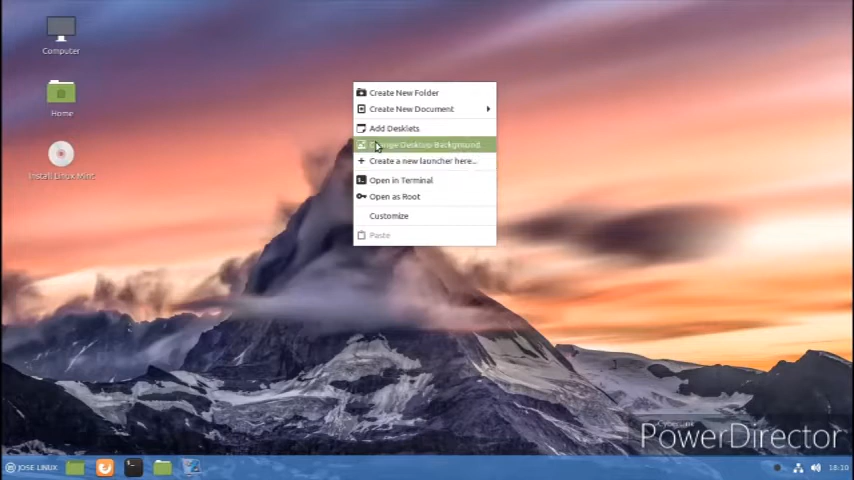 Computer
Home
Install Linux Mint
Create New Folder
Create New Document
Add Desklets
Change Desktop Background
Create a new launcher here...
Open in Terminal
Open as Root
Customize
Paste
CyberLink
PowerDirector
JOSE LINUX
18:10